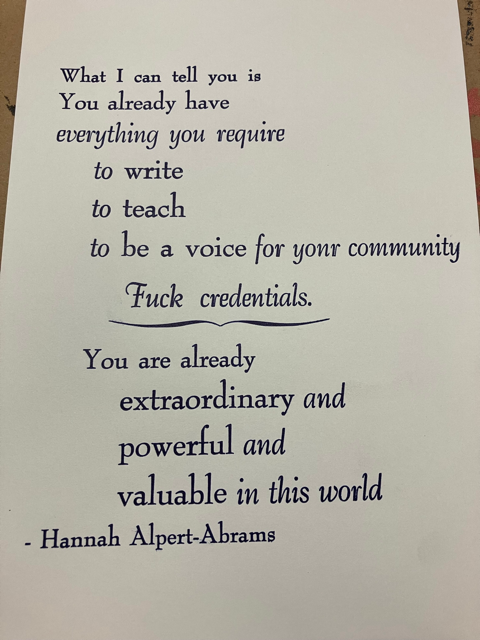 What I can tell you is
You already have
everything you require
to write
to teach
to be a voice for yonr community
Fuck credentials.
You are already
extraordinary and
powerful and
valuable in this world
- Hannah Alpert-Abrams